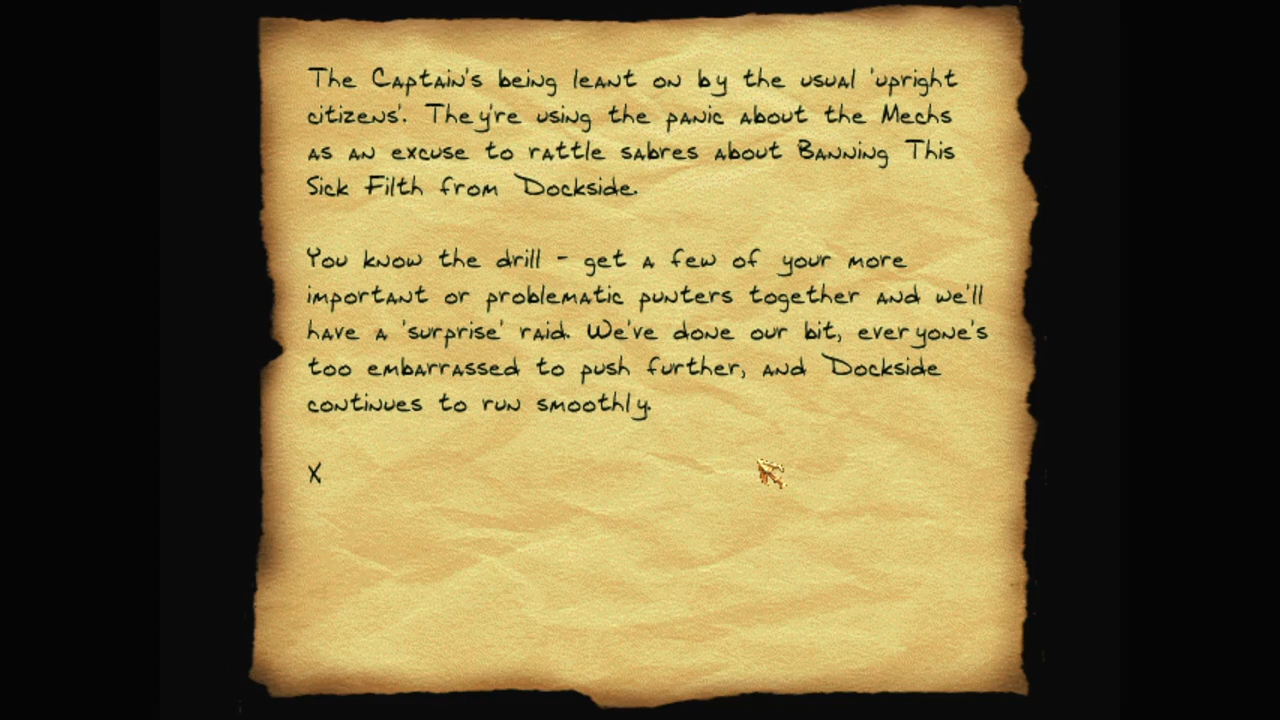 The Captain's being leant on by the usual 'upright
citizens'. They're using the panic about the Mechs
as an excuse to rattle sabres about Banning This
Sick Filth from Dockside.
You know the drill - get a few of your more
important or problematic punters together and we'll
have a 'surprise' raid. We've done our bit, everyone's
too embarrassed to push further, and Dockside
continues to run smoothly.
X